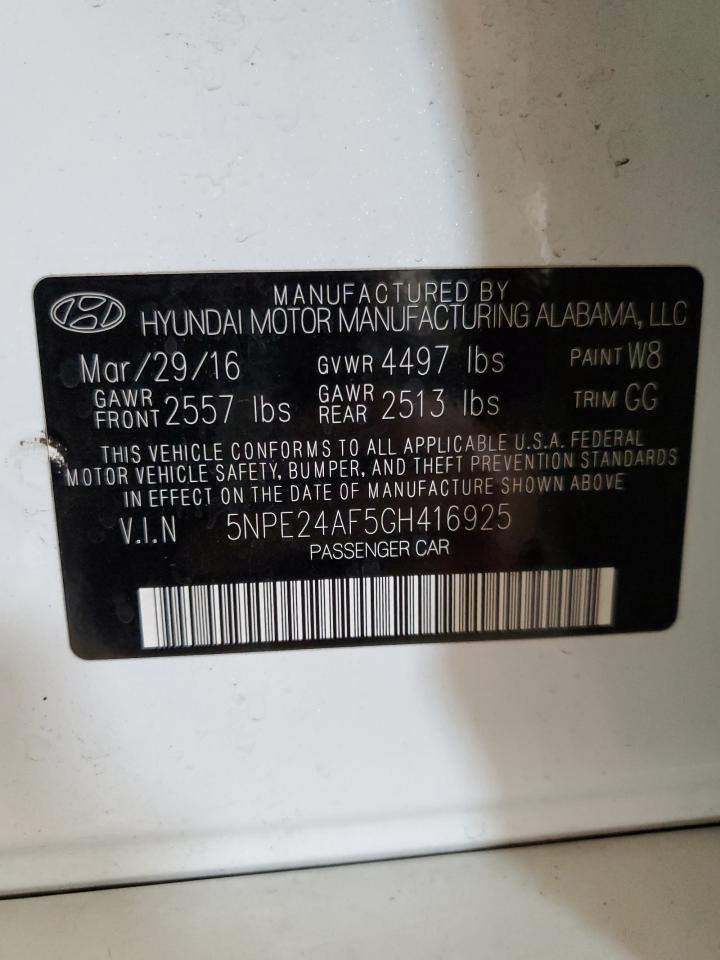 MANUFACTURED BY
HYUNDAI MOTOR MANUFACTURING ALABAMA, LLC
Mar/29/16 GVWR 4497 lbs PAINT W8
GAWR FRONT 2557 lbs GAWR REAR 2513 lbs TRIM GG
THIS VEHICLE CONFORMS TO ALL APPLICABLE U.S.A. FEDERAL
MOTOR VEHICLE SAFETY, BUMPER, AND THEFT PREVENTION STANDARDS
IN EFFECT ON THE DATE OF MANUFACTURE SHOWN ABOVE
V.I.N 5NPE24AF5GH416925
PASSENGER CAR